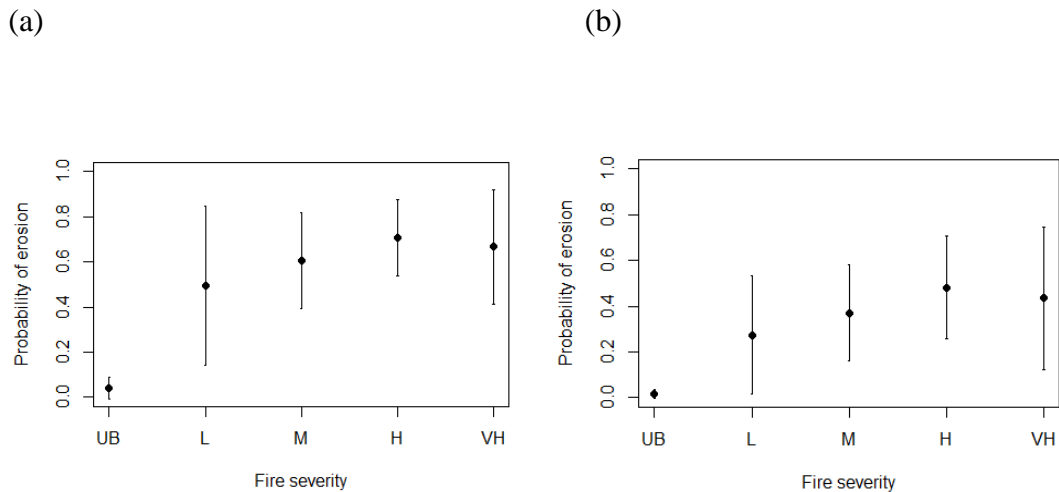 (a)
(b)
Probability of erosion
1.0
0.8
0.6
0.4
0.2
0.0
UB L M H VH
Fire severity
Probability of erosion
1.0
0.8
0.6
0.4
0.2
0.0
UB L M H VH
Fire severity